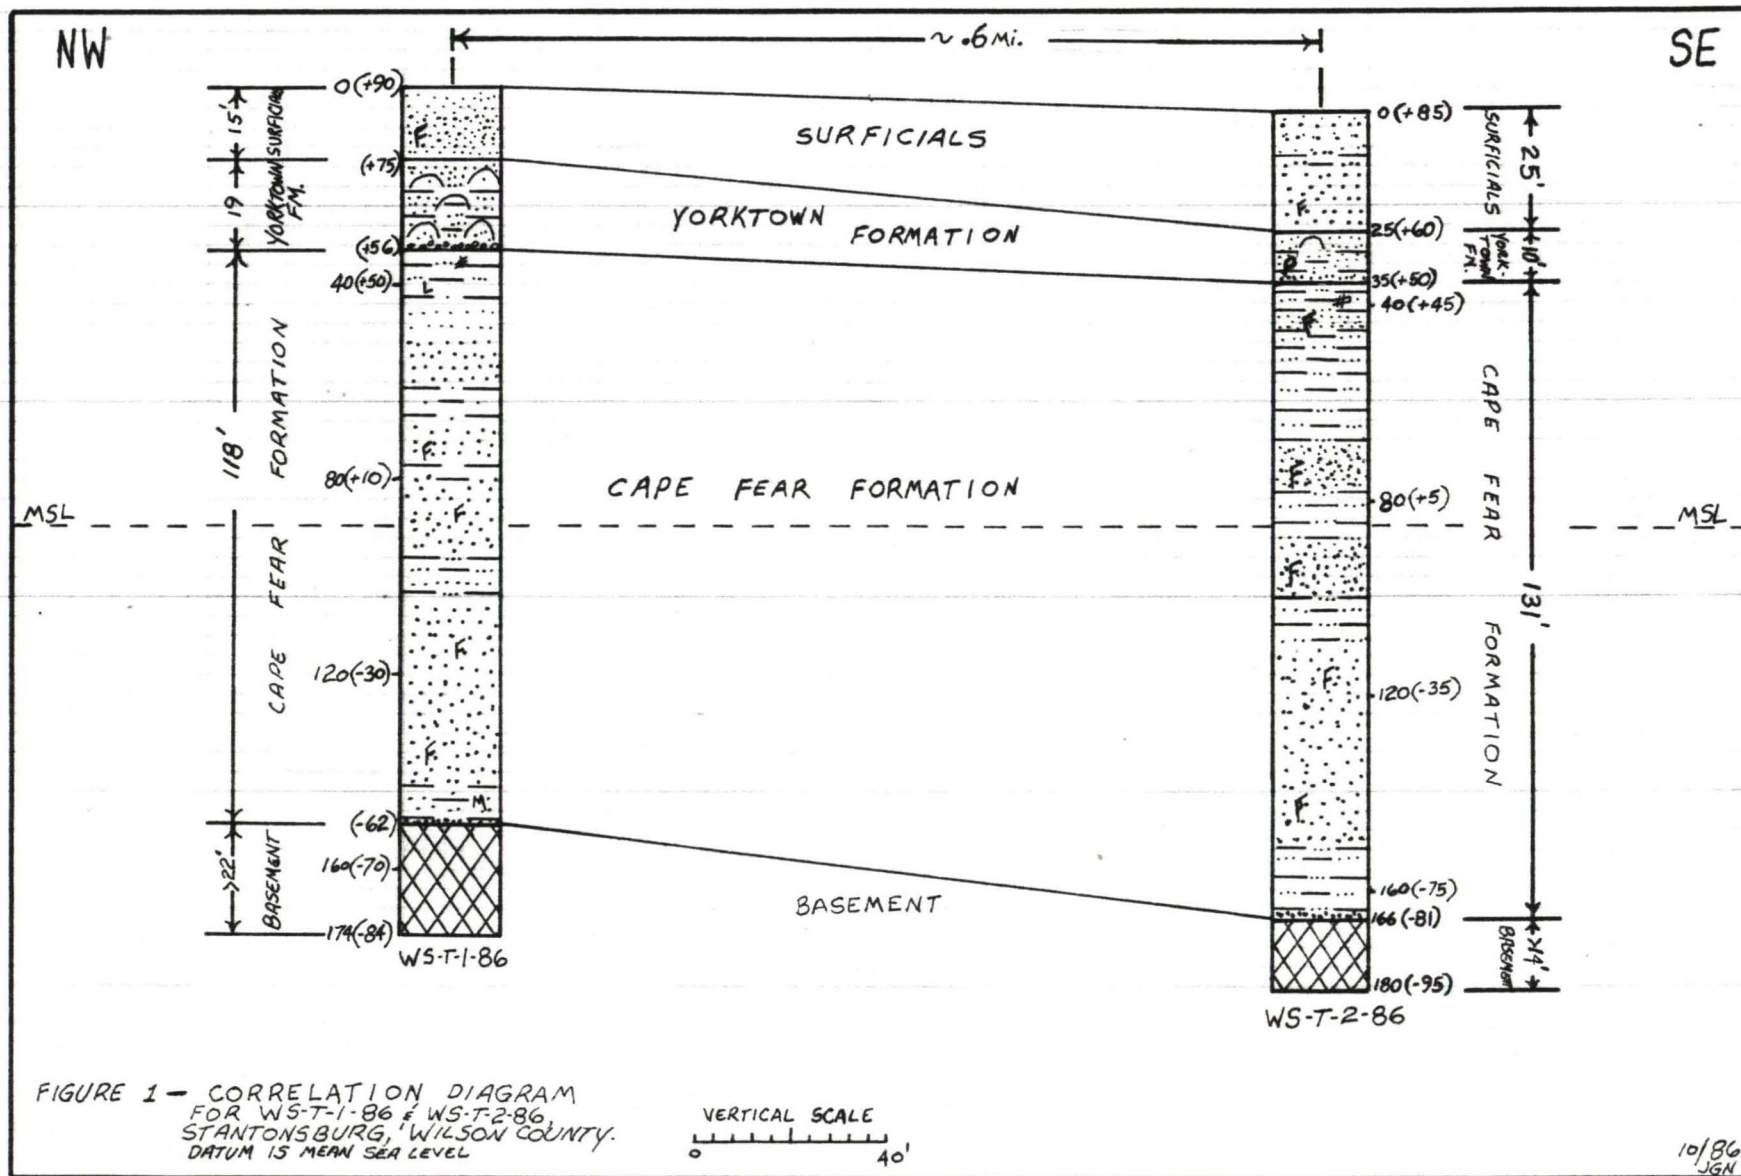 NW
~ .6 Mi.
SE
0(+90)
15'
SURFICIALS
(+75)
19
YORKTOWN
FM.
(+56)
40(+50)
118'
CAPE FEAR FORMATION
80(+10)
MSL
120(-30)
(-62)
>22'
BASEMENT
160(-70)
174(-84)
WS-T-1-86
F
L
F
F
F
F
M.
SURFICIALS
YORKTOWN FORMATION
CAPE FEAR FORMATION
BASEMENT
0(+85)
SURFICIALS
25'
25(+60)
YORK-
TOWN
FM.
10'
35(+50)
40(+45)
CAPE FEAR FORMATION
80(+5)
MSL
131'
120(-35)
160(-75)
166(-81)
>14'
BASEMENT
180(-95)
WS-T-2-86
F
P
#
F
F
F
F
F
FIGURE 1 — CORRELATION DIAGRAM
FOR WS-T-1-86 & WS-T-2-86,
STANTONSBURG, WILSON COUNTY.
DATUM IS MEAN SEA LEVEL
VERTICAL SCALE
0 40'
10/86
JGN